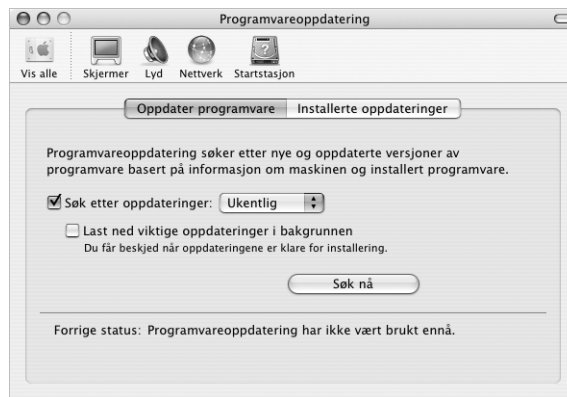 Programvareoppdatering
Vis alle Skjermer Lyd Nettverk Startstasjon
Oppdater programvare Installerte oppdateringer
Programvareoppdatering søker etter nye og oppdaterte versjoner av
programvare basert på informasjon om maskinen og installert programvare.
Søk etter oppdateringer: Ukentlig
Last ned viktige oppdateringer i bakgrunnen
Du får beskjed når oppdateringene er klare for installering.
Søk nå
Forrige status: Programvareoppdatering har ikke vært brukt ennå.